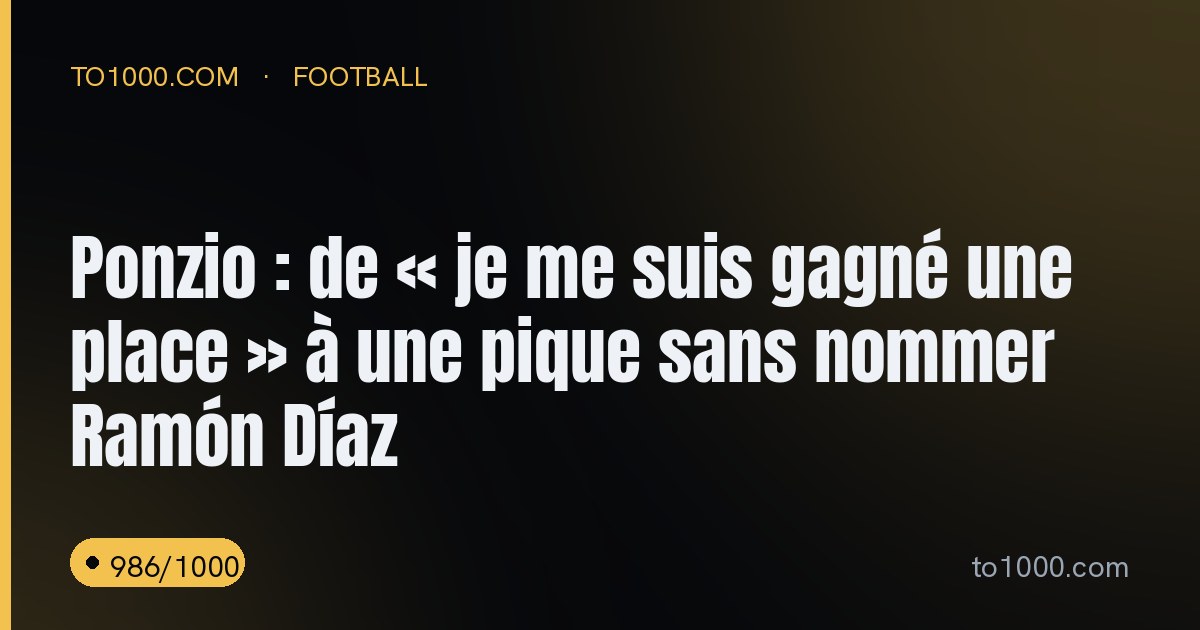 TO1000.COM · FOOTBALL
Ponzio : de « je me suis gagné une
place » à une pique sans nommer
Ramón Díaz
986/1000
to1000.com